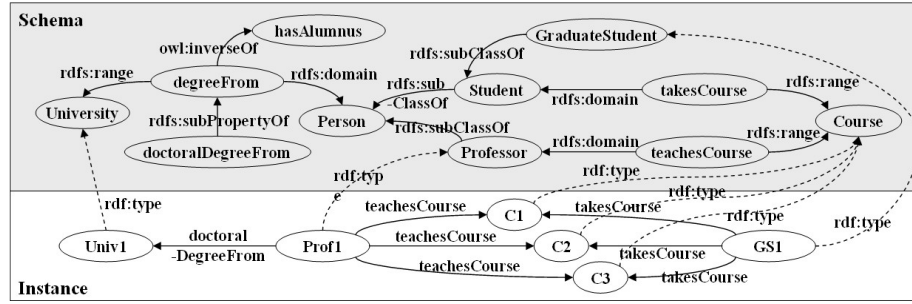 Schema
hasAlumnus
GraduateStudent
owl:inverseOf
rdfs:subClassOf
rdfs:range
degreeFrom
rdfs:domain
rdfs:sub
-ClassOf
Student
takesCourse
rdfs:range
University
Person
rdfs:domain
Course
rdfs:subPropertyOf
rdfs:subClassOf
rdfs:range
doctoralDegreeFrom
Professor
rdfs:domain
teachesCourse
rdf:typ
e
rdf:type
rdf:type
rdf:type
teachesCourse
C1
takesCourse
rdf:type
rdf:type
Univ1
doctoral
-DegreeFrom
Prof1
teachesCourse
C2
takesCourse
GS1
teachesCourse
C3
takesCourse
Instance